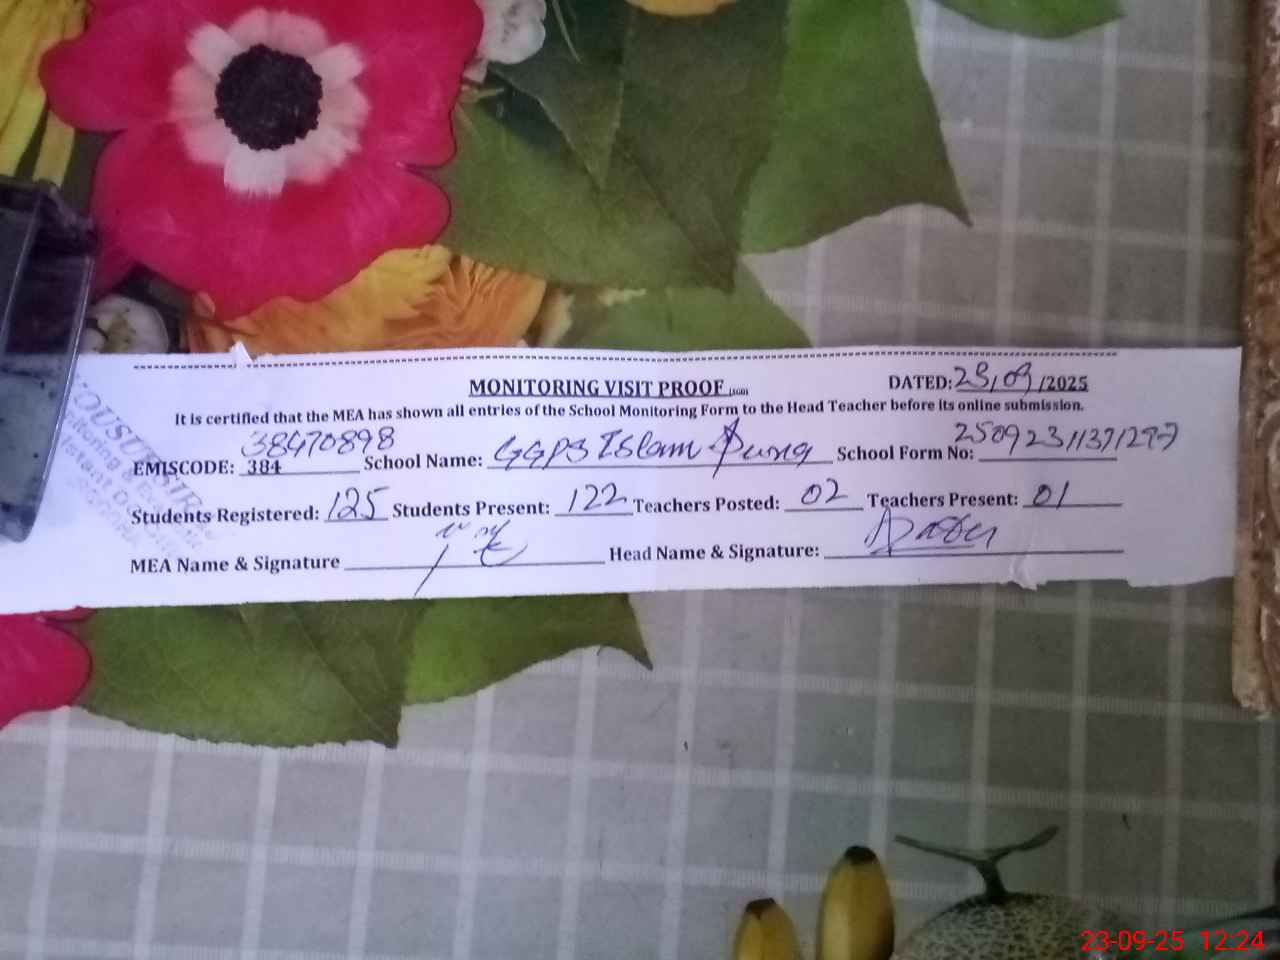 MONITORING VISIT PROOF (SGD)
DATED: 23/09/2025
It is certified that the MEA has shown all entries of the School Monitoring Form to the Head Teacher before its online submission.
EMISCODE: 384 38470898 School Name: GGPS Islam Pura School Form No: 25092311371297
Students Registered: 125 Students Present: 122 Teachers Posted: 02 Teachers Present: 01
MEA Name & Signature Head Name & Signature:
23-09-25 12:24